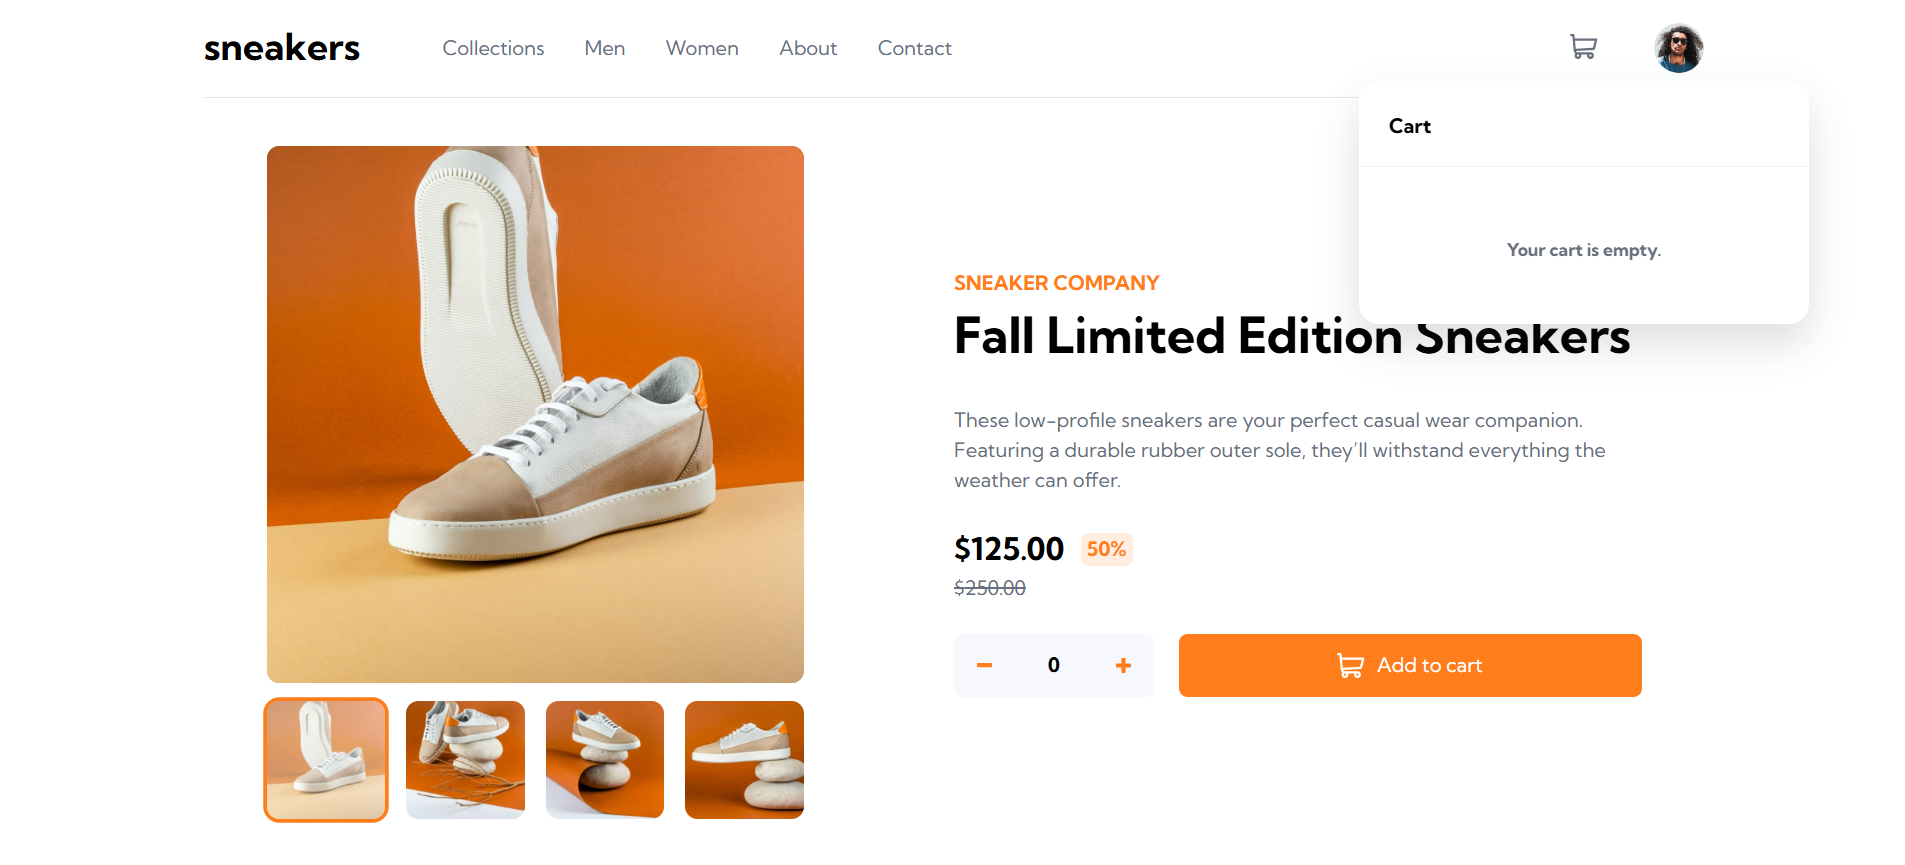 sneakers
Collections Men Women About Contact
Cart
Your cart is empty.
SNEAKER COMPANY
Fall Limited Edition Sneakers
These low-profile sneakers are your perfect casual wear companion.
Featuring a durable rubber outer sole, they’ll withstand everything the
weather can offer.
$125.00 50%
$250.00
0 Add to cart